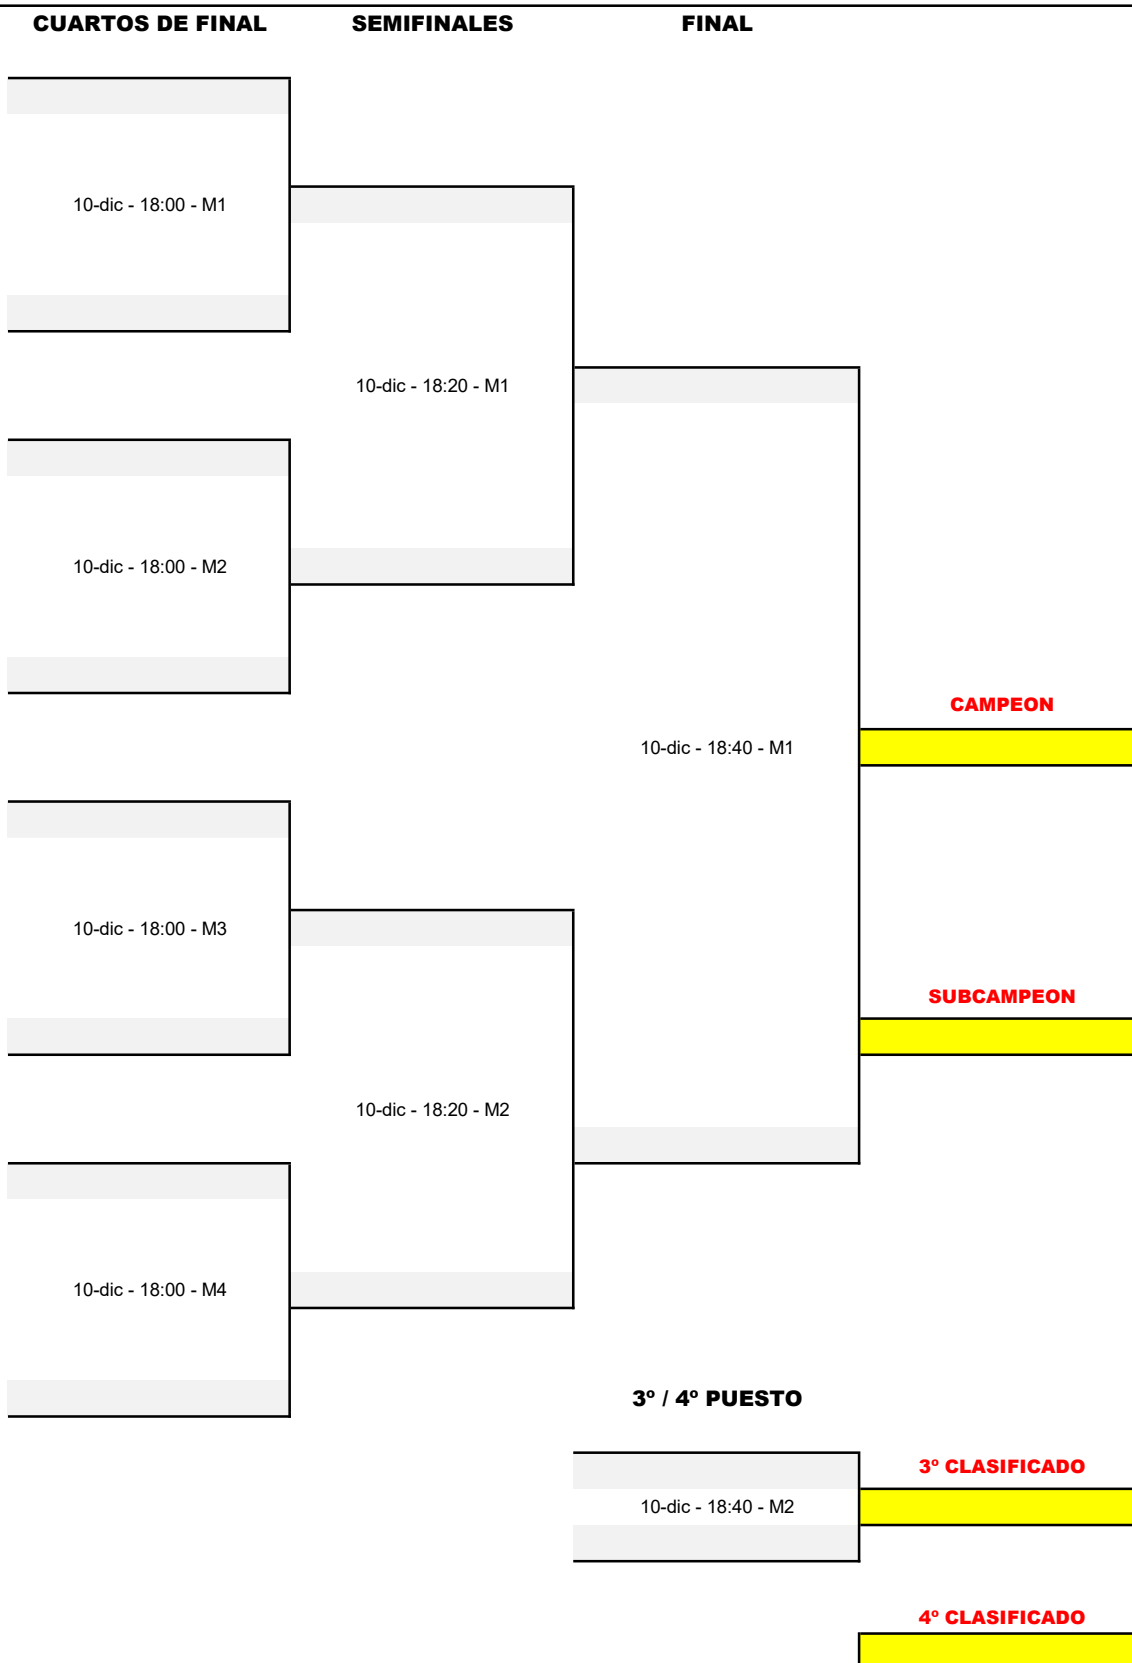 CUARTOS DE FINAL SEMIFINALES FINAL
10-dic - 18:00 - M1
10-dic - 18:20 - M1
10-dic - 18:00 - M2
CAMPEON
10-dic - 18:40 - M1
10-dic - 18:00 - M3
SUBCAMPEON
10-dic - 18:20 - M2
10-dic - 18:00 - M4
3º / 4º PUESTO
3º CLASIFICADO
10-dic - 18:40 - M2
4º CLASIFICADO